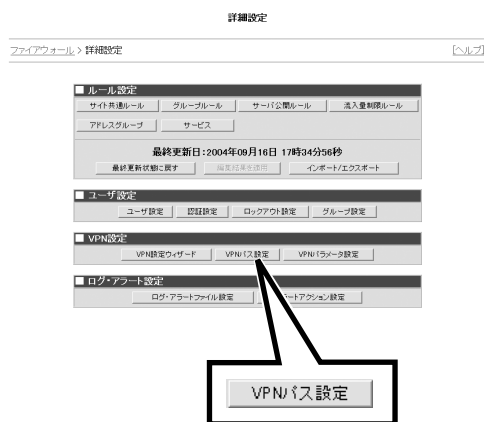 詳細設定
ファイアウォール > 詳細設定 [ヘルプ]
■ ルール設定
サイト共通ルール グループルール サーバ公開ルール 流入量制限ルール
アドレスグループ サービス
最終更新日:2004年09月16日 17時34分56秒
最終更新状態に戻す 編集結果を適用 インポート/エクスポート
■ ユーザ設定
ユーザ設定 認証設定 ロックアウト設定 グループ設定
■ VPN設定
VPN設定ウィザード VPNパス設定 VPNパラメータ設定
■ ログ・アラート設定
ログ・アラートファイル設定 ートアクション設定
VPNパス設定